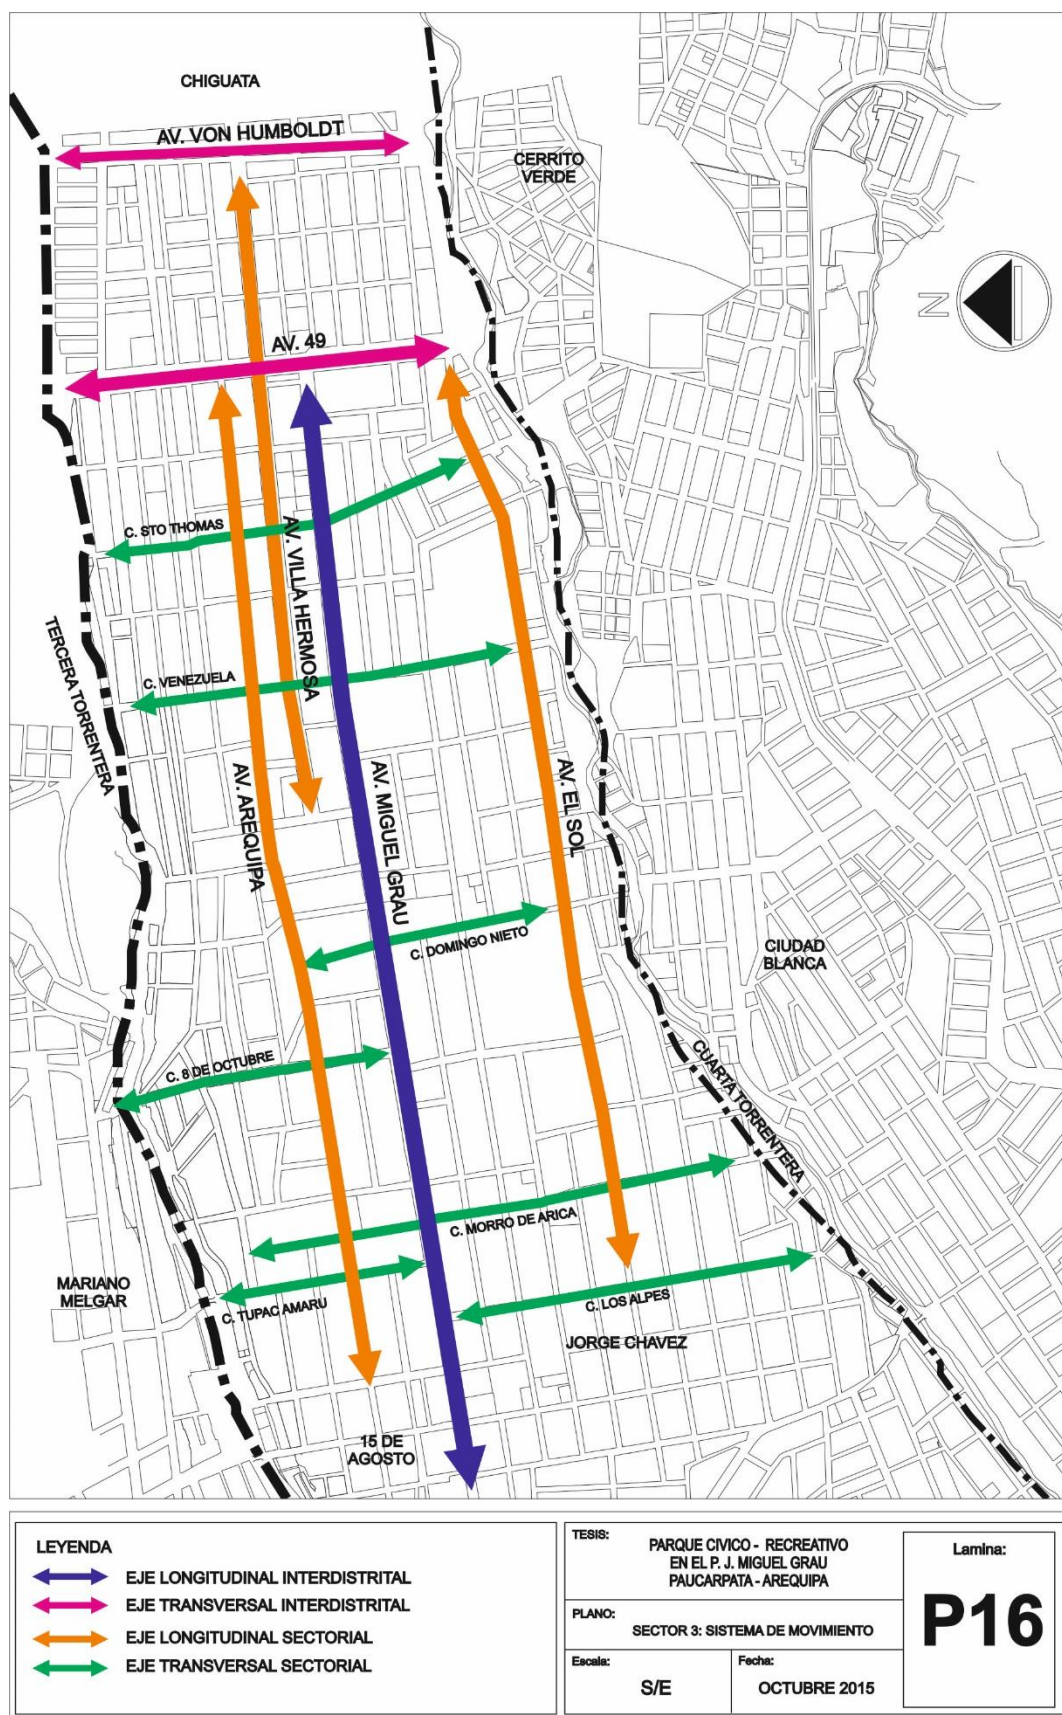 CHIGUATA
AV. VON HUMBOLDT
CERRITO
VERDE
N
AV. 49
C. STO THOMAS
AV. VILLA HERMOSA
TERCERA TORRENTERA
C. VENEZUELA
AV. AREQUIPA
AV. MIGUEL GRAU
AV. EL SOL
C. DOMINGO NIETO
CIUDAD
BLANCA
C. 8 DE OCTUBRE
CUARTA TORRENTERA
C. MORRO DE ARICA
MARIANO
MELGAR
C. TUPAC AMARU
C. LOS ALPES
JORGE CHAVEZ
15 DE
AGOSTO
LEYENDA
EJE LONGITUDINAL INTERDISTRITAL
EJE TRANSVERSAL INTERDISTRITAL
EJE LONGITUDINAL SECTORIAL
EJE TRANSVERSAL SECTORIAL
TESIS:
PARQUE CIVICO - RECREATIVO
EN EL P. J. MIGUEL GRAU
PAUCARPATA - AREQUIPA
PLANO:
SECTOR 3: SISTEMA DE MOVIMIENTO
Escala:
S/E
Fecha:
OCTUBRE 2015
Lamina:
P16